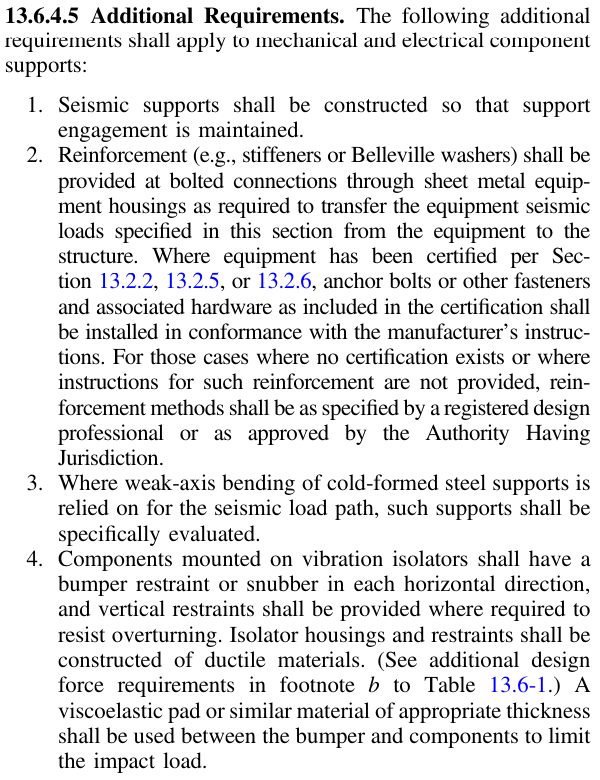 13.6.4.5 Additional Requirements. The following additional
requirements shall apply to mechanical and electrical component
supports:
1. Seismic supports shall be constructed so that support
engagement is maintained.
2. Reinforcement (e.g., stiffeners or Belleville washers) shall be
provided at bolted connections through sheet metal equip-
ment housings as required to transfer the equipment seismic
loads specified in this section from the equipment to the
structure. Where equipment has been certified per Sec-
tion 13.2.2, 13.2.5, or 13.2.6, anchor bolts or other fasteners
and associated hardware as included in the certification shall
be installed in conformance with the manufacturer's instruc-
tions. For those cases where no certification exists or where
instructions for such reinforcement are not provided, rein-
forcement methods shall be as specified by a registered design
professional or as approved by the Authority Having
Jurisdiction.
3. Where weak-axis bending of cold-formed steel supports is
relied on for the seismic load path, such supports shall be
specifically evaluated.
4. Components mounted on vibration isolators shall have a
bumper restraint or snubber in each horizontal direction,
and vertical restraints shall be provided where required to
resist overturning. Isolator housings and restraints shall be
constructed of ductile materials. (See additional design
force requirements in footnote b to Table 13.6-1.) A
viscoelastic pad or similar material of appropriate thickness
shall be used between the bumper and components to limit
the impact load.